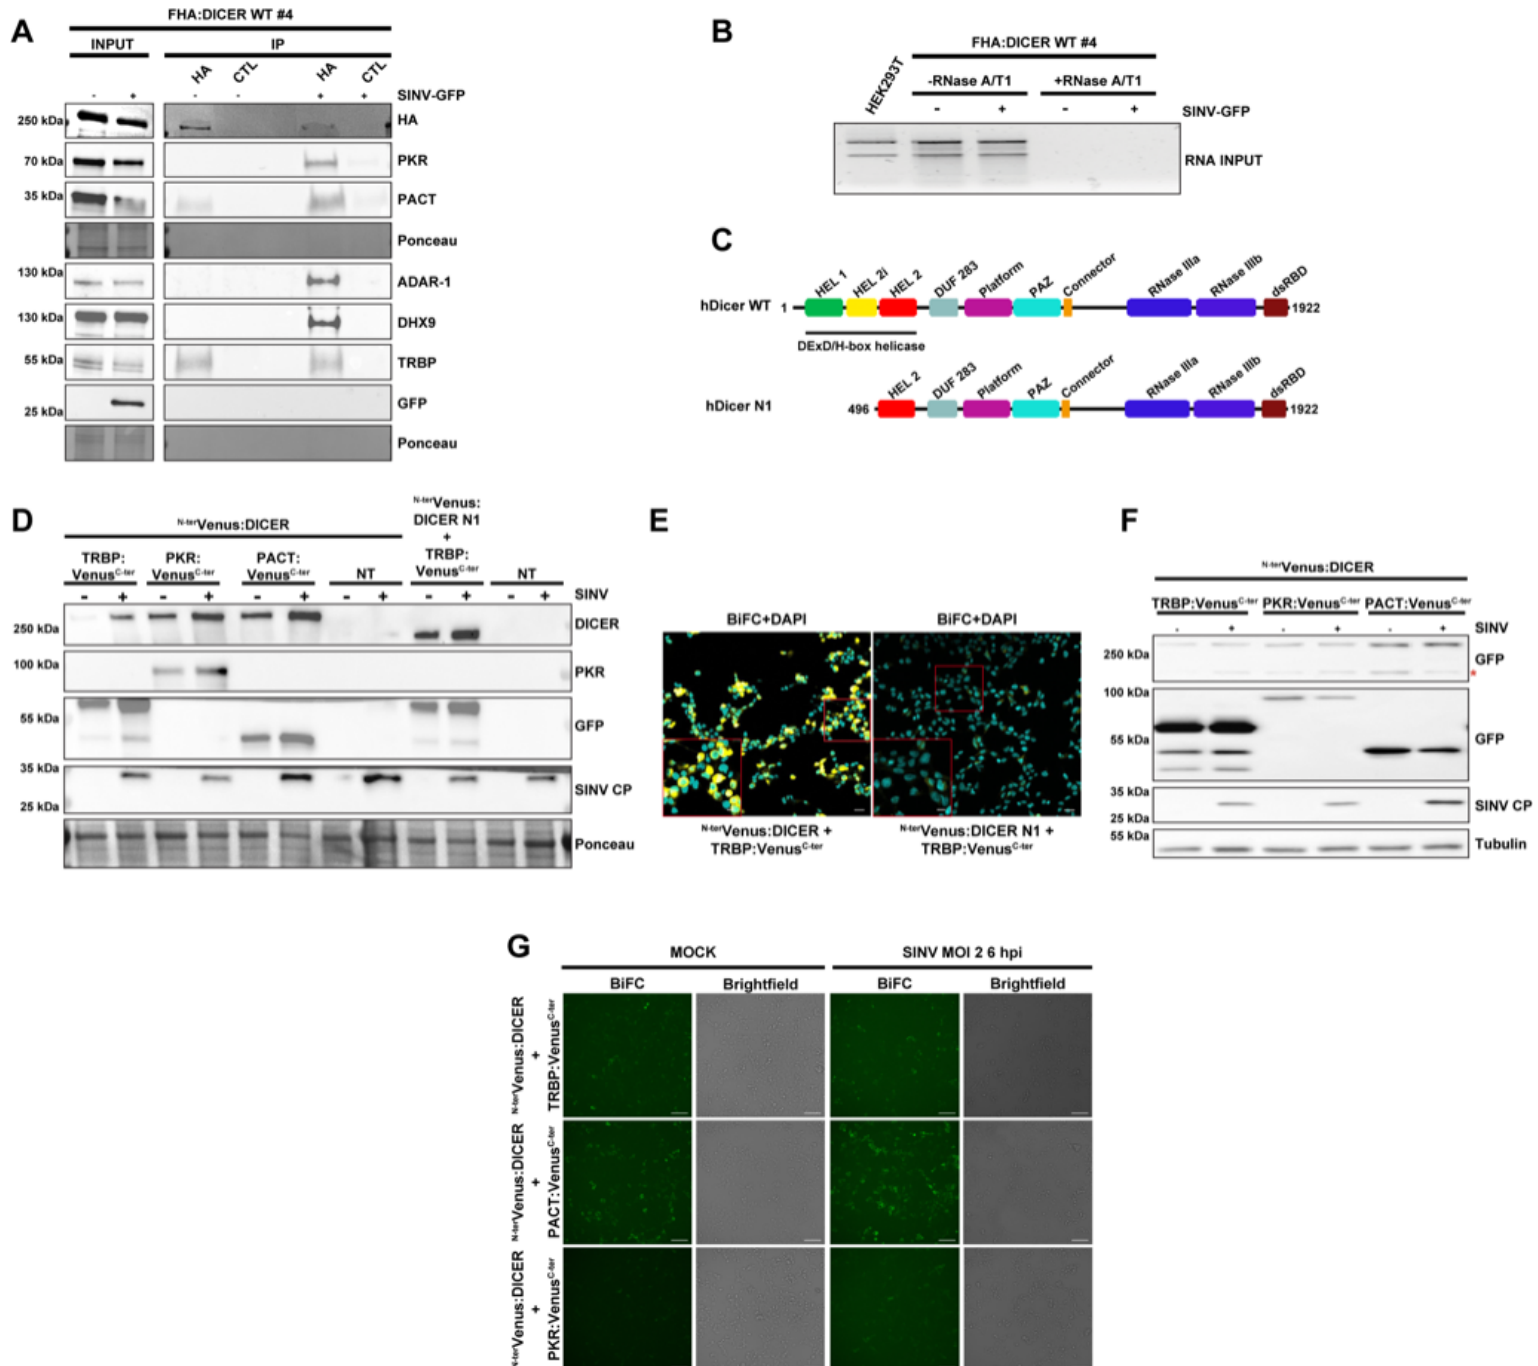 A
FHA:DICER WT #4
INPUT IP
HA CTL HA CTL
- + - - + + SINV-GFP
250 kDa HA
70 kDa PKR
35 kDa PACT
Ponceau
130 kDa ADAR-1
130 kDa DHX9
55 kDa TRBP
25 kDa GFP
Ponceau
B
FHA:DICER WT #4
HEK293T -RNase A/T1 +RNase A/T1
- + - + SINV-GFP
RNA INPUT
C
HEL 1 HEL 2i HEL 2 DUF 283 Platform PAZ Connector RNase IIIa RNase IIIb dsRBD
hDicer WT 1 1922
DExD/H-box helicase
HEL 2 DUF 283 Platform PAZ Connector RNase IIIa RNase IIIb dsRBD
hDicer N1 496 1922
D
N-terVenus:DICER
N-terVenus:
DICER N1
+
TRBP:
VenusC-ter
TRBP:
VenusC-ter
PKR:
VenusC-ter
PACT:
VenusC-ter
NT NT
- + - + - + - + - + - + SINV
250 kDa DICER
100 kDa PKR
55 kDa GFP
35 kDa SINV CP
25 kDa
Ponceau
E
BiFC+DAPI BiFC+DAPI
N-terVenus:DICER +
TRBP:VenusC-ter
N-terVenus:DICER N1 +
TRBP:VenusC-ter
F
N-terVenus:DICER
TRBP:VenusC-ter PKR:VenusC-ter PACT:VenusC-ter
- + - + - + SINV
250 kDa GFP
*
100 kDa
GFP
55 kDa
35 kDa SINV CP
25 kDa
55 kDa Tubulin
G
MOCK SINV MOI 2 6 hpi
BiFC Brightfield BiFC Brightfield
N-terVenus:DICER
+
TRBP:VenusC-ter
N-terVenus:DICER
+
PACT:VenusC-ter
N-terVenus:DICER
+
PKR:VenusC-ter